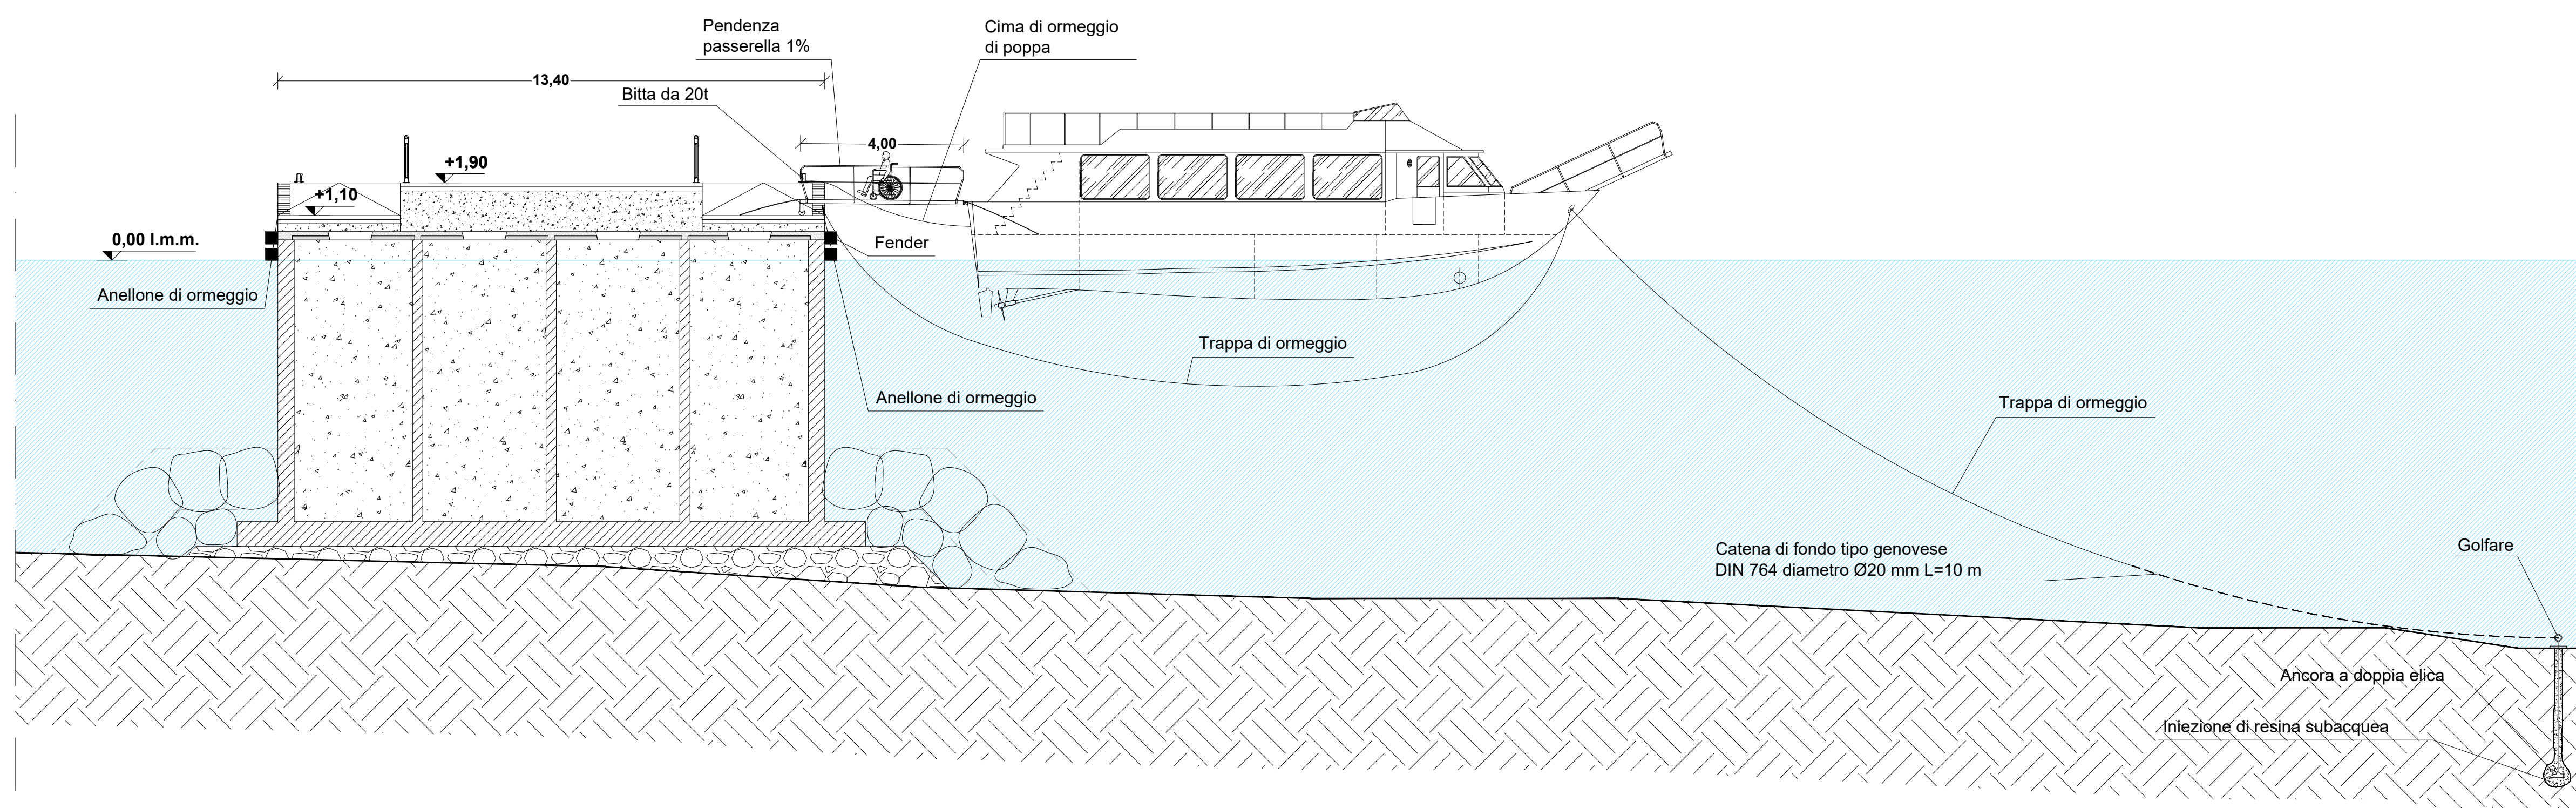 Pendenza
passerella 1%
Cima di ormeggio
di poppa
13,40
Bitta da 20t
4,00
+1,90
+1,10
0,00 l.m.m.
Fender
Anellone di ormeggio
Trappa di ormeggio
Anellone di ormeggio
Trappa di ormeggio
Catena di fondo tipo genovese
DIN 764 diametro Ø20 mm L=10 m
Golfare
Ancora a doppia elica
Iniezione di resina subacquea